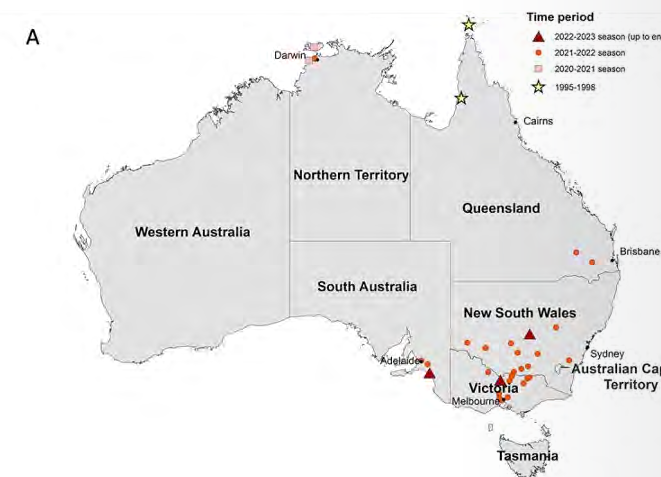 A
Time period
2022-2023 season (up to en
2021-2022 season
2020-2021 season
1995-1998
Darwin
Cairns
Northern Territory
Queensland
Western Australia
Brisbane
South Australia
New South Wales
Sydney
Adelaide
Australian Cap
Territory
Victoria
Melbourne
Tasmania